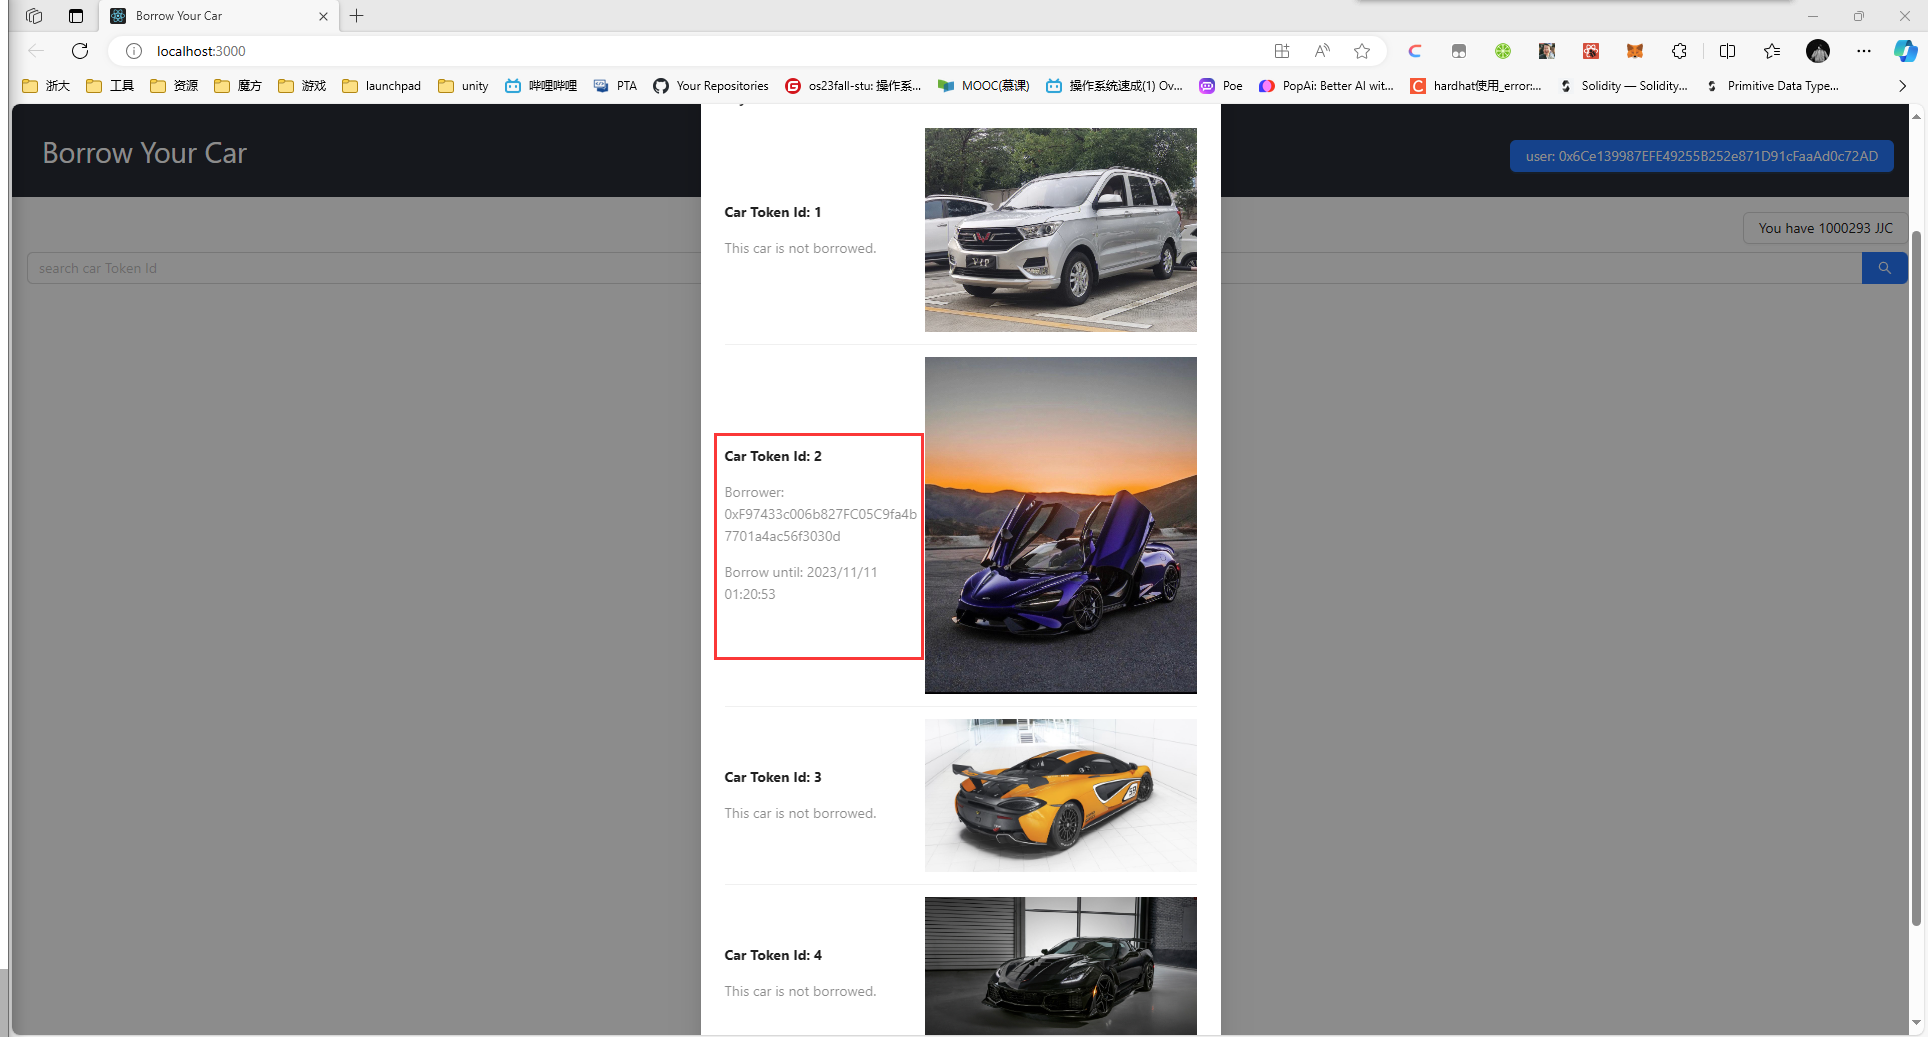 Borrow Your Car
localhost:3000
浙大 工具 资源 魔方 游戏 launchpad unity 哔哩哔哩 PTA Your Repositories os23fall-stu: 操作系... MOOC(慕课) 操作系统速成(1) Ov... Poe PopAi: Better AI wit... hardhat使用_error:... Solidity — Solidity... Primitive Data Type...
Borrow Your Car
user: 0x6Ce139987EFE49255B252e871D91cFaaAd0c72AD
You have 1000293 JJC
search car Token Id
Car Token Id: 1
This car is not borrowed.
VIP
Car Token Id: 2
Borrower:
0xF97433c006b827FC05C9fa4b
7701a4ac56f3030d
Borrow until: 2023/11/11
01:20:53
Car Token Id: 3
This car is not borrowed.
Car Token Id: 4
This car is not borrowed.